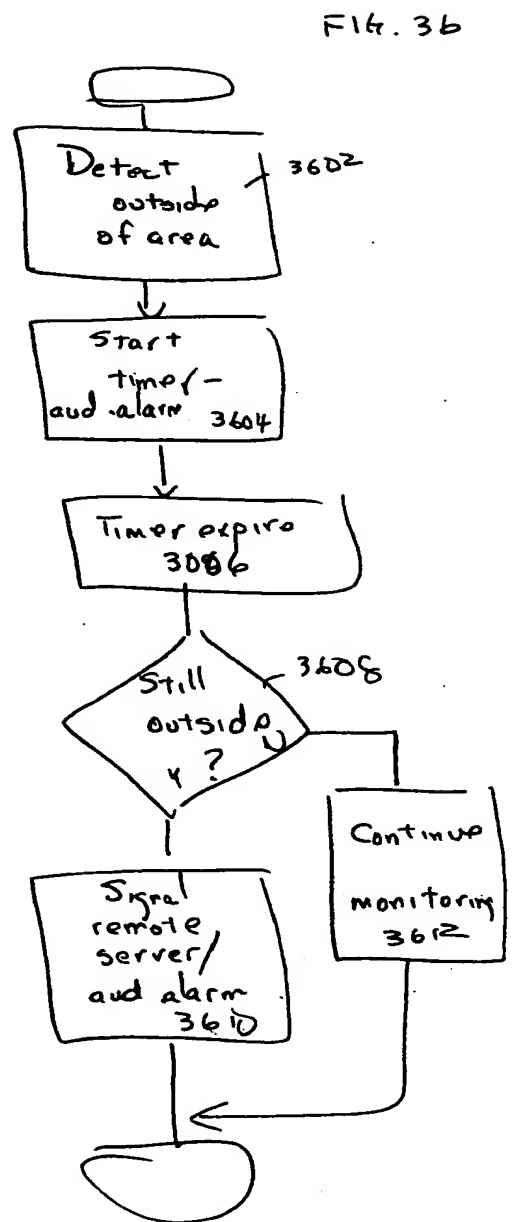 FIG. 36
Detect
outside
of area
3602
Start
timer-
aud alarm 3604
Timer expire
3606
Still
outside
?
3608
Y
N
Signal
remote
server/
aud alarm
3610
Continue
monitoring
3612